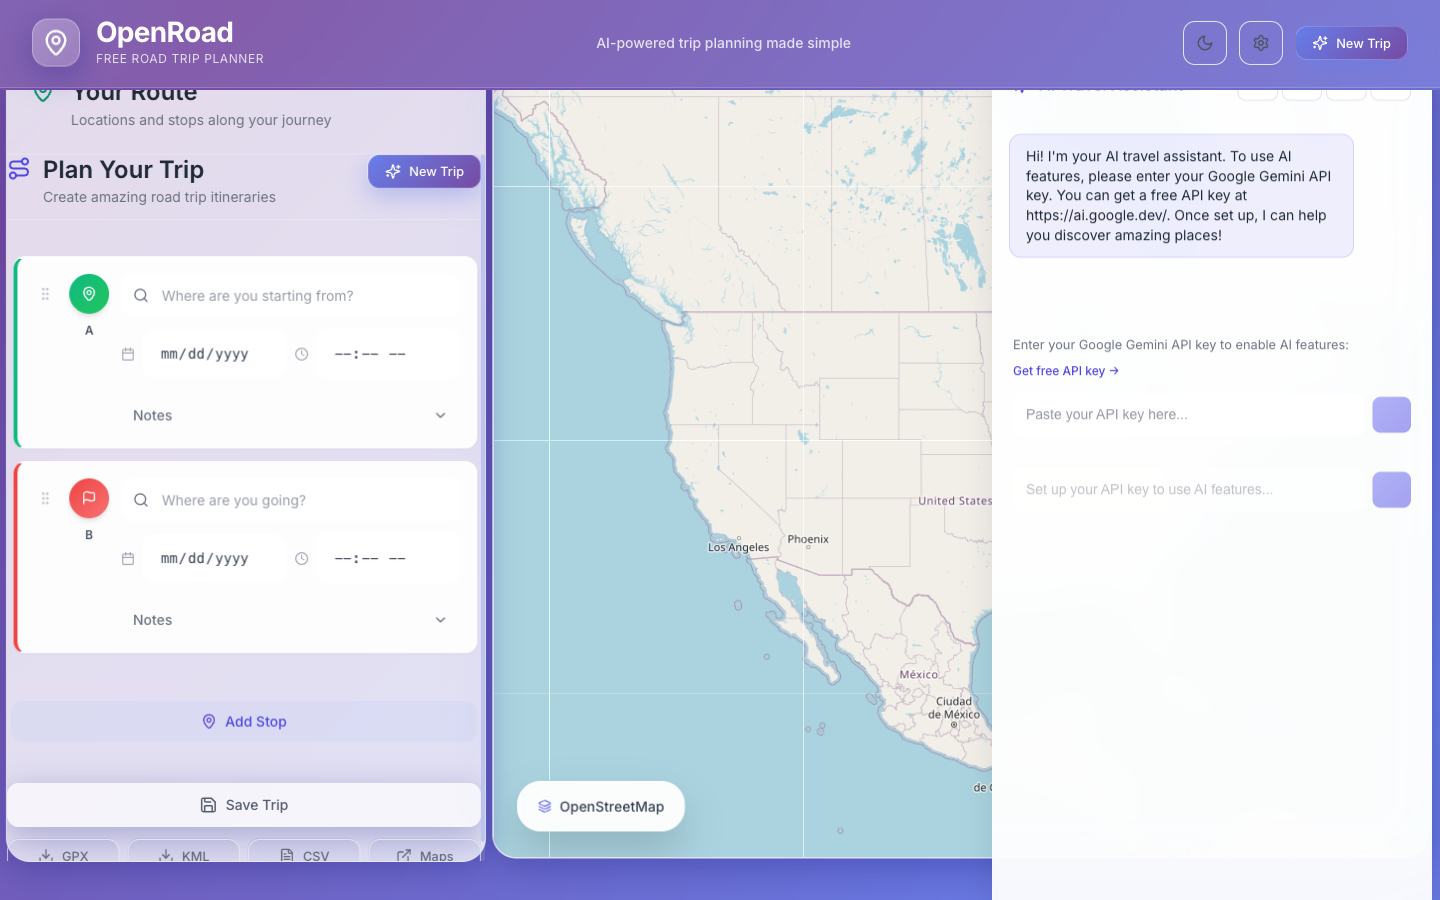 OpenRoad
FREE ROAD TRIP PLANNER
AI-powered trip planning made simple
New Trip
Your Route
Locations and stops along your journey
Plan Your Trip
New Trip
Create amazing road trip itineraries
Where are you starting from?
A
mm/dd/yyyy
--:-- --
Notes
Where are you going?
B
mm/dd/yyyy
--:-- --
Notes
Add Stop
Save Trip
GPX
KML
CSV
Maps
United States
Los Angeles
Phoenix
México
Ciudad
de México
OpenStreetMap
Hi! I'm your AI travel assistant. To use AI
features, please enter your Google Gemini API
key. You can get a free API key at
https://ai.google.dev/. Once set up, I can help
you discover amazing places!
Enter your Google Gemini API key to enable AI features:
Get free API key →
Paste your API key here...
Set up your API key to use AI features...